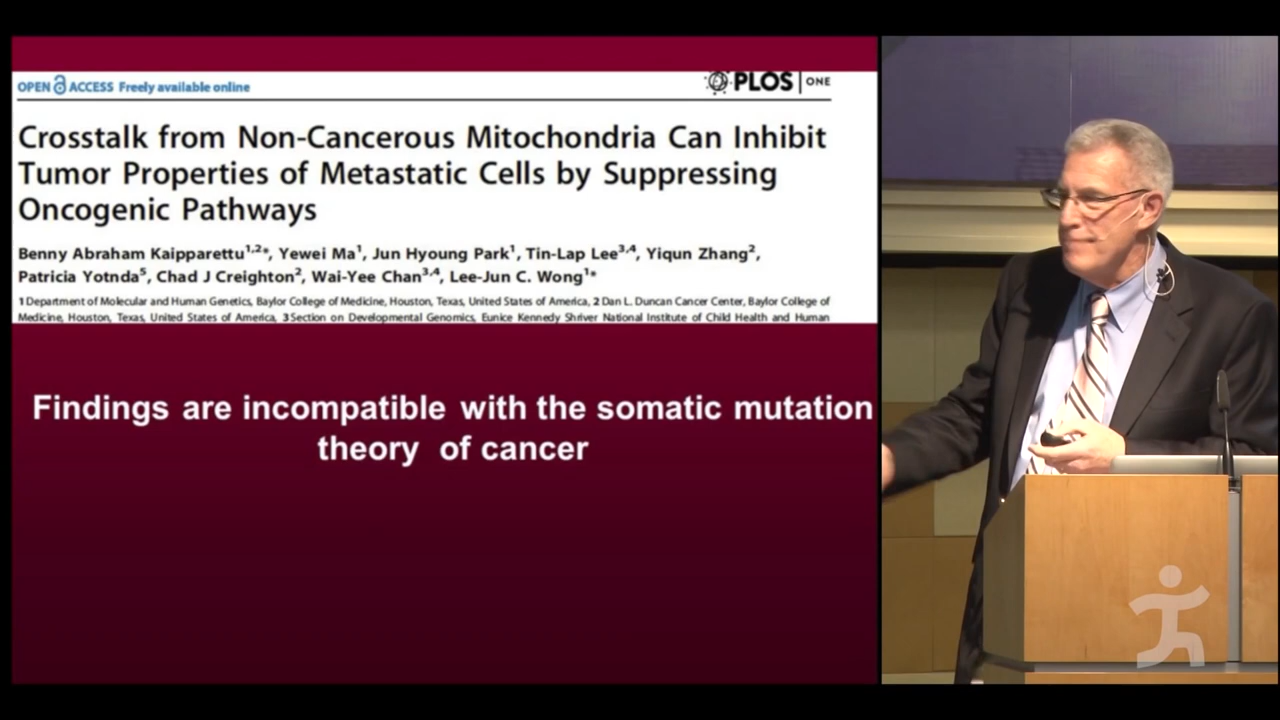 OPEN ACCESS Freely available online
PLOS ONE
Crosstalk from Non-Cancerous Mitochondria Can Inhibit
Tumor Properties of Metastatic Cells by Suppressing
Oncogenic Pathways
Benny Abraham Kaipparettu1,2*, Yewei Ma1, Jun Hyoung Park1, Tin-Lap Lee3,4, Yiqun Zhang2,
Patricia Yotnda5, Chad J Creighton2, Wai-Yee Chan3,4, Lee-Jun C. Wong1*
1 Department of Molecular and Human Genetics, Baylor College of Medicine, Houston, Texas, United States of America, 2 Dan L. Duncan Cancer Center, Baylor College of
Medicine, Houston, Texas, United States of America, 3 Section on Developmental Genomics, Eunice Kennedy Shriver National Institute of Child Health and Human
Findings are incompatible with the somatic mutation
theory of cancer